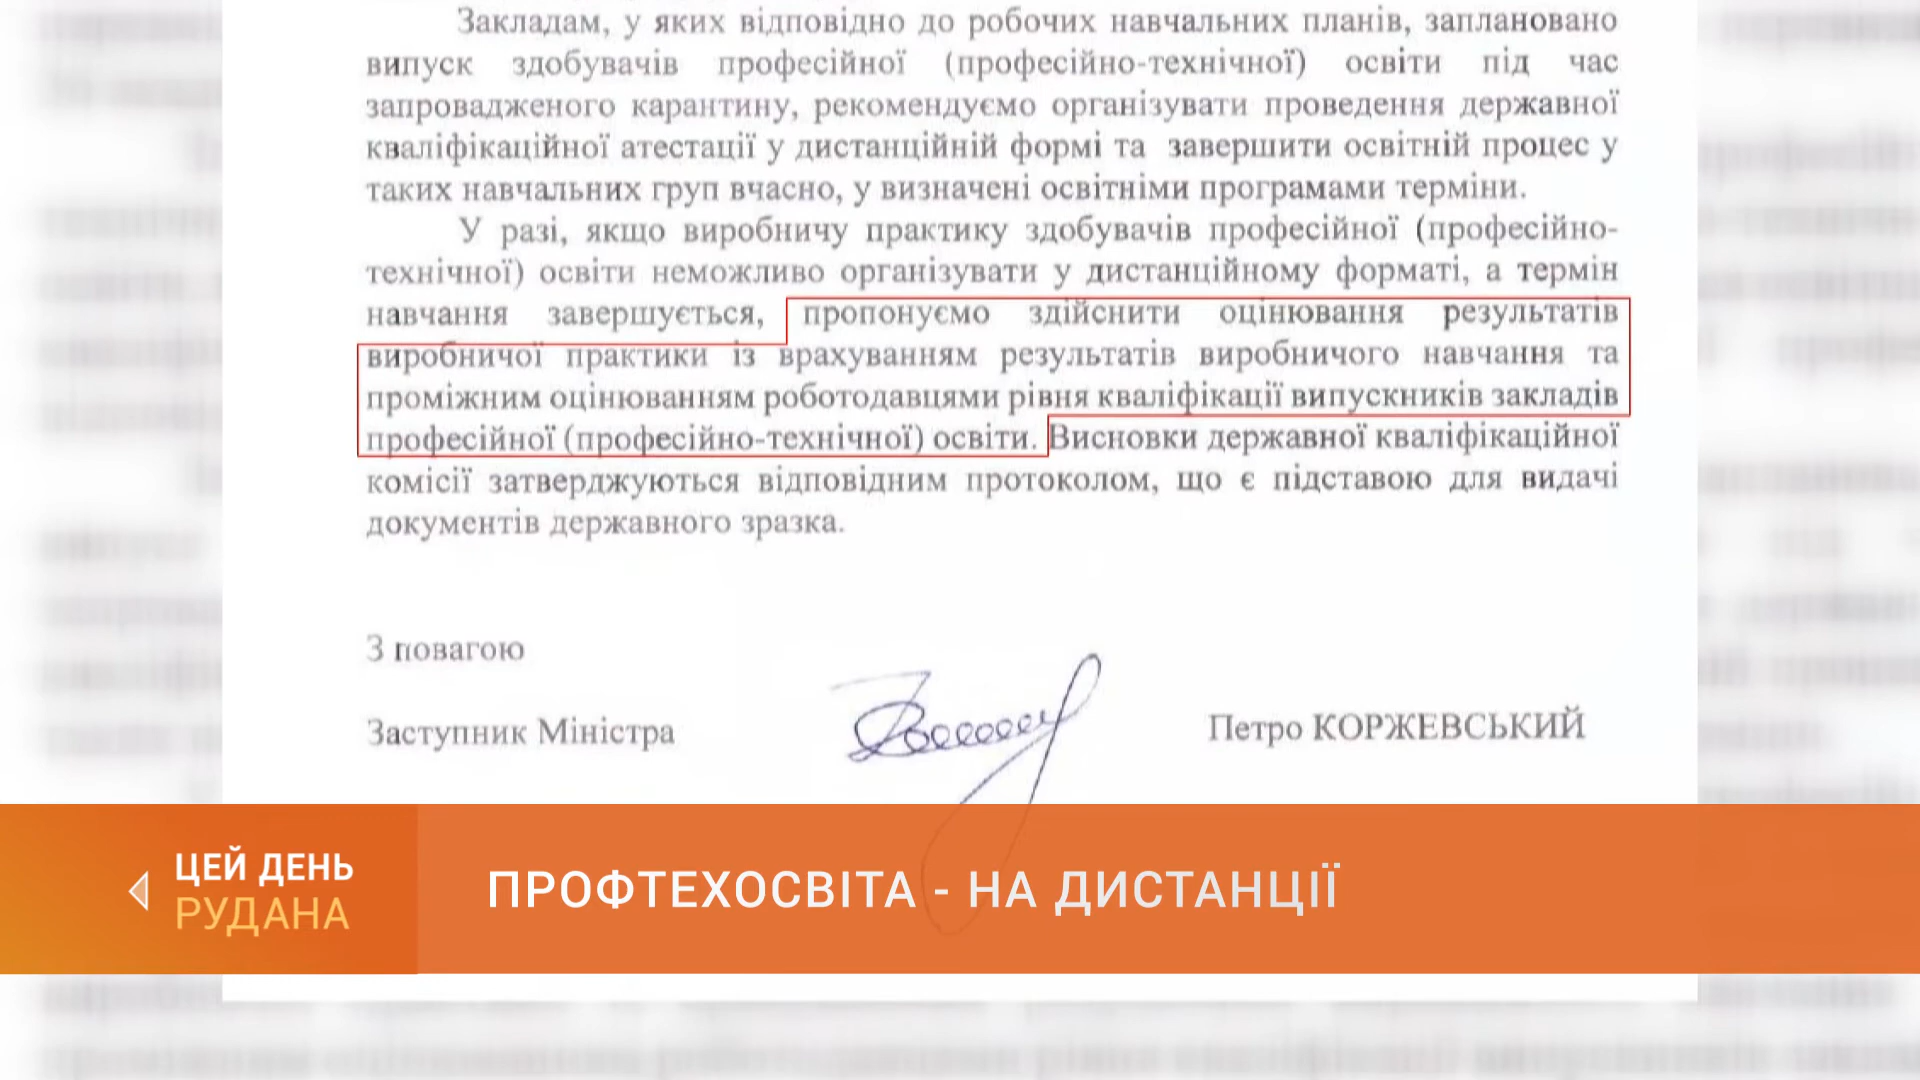 Закладам, у яких відповідно до робочих навчальних планів, заплановано
випуск здобувачів професійної (професійно-технічної) освіти під час
запровадженого карантину, рекомендуємо організувати проведення державної
кваліфікаційної атестації у дистанційній формі та завершити освітній процес у
таких навчальних груп вчасно, у визначені освітніми програмами терміни.
У разі, якщо виробничу практику здобувачів професійної (професійно-
технічної) освіти неможливо організувати у дистанційному форматі, а термін
навчання завершується, пропонуємо здійснити оцінювання результатів
виробничої практики із врахуванням результатів виробничого навчання та
проміжним оцінюванням роботодавцями рівня кваліфікації випускників закладів
професійної (професійно-технічної) освіти. Висновки державної кваліфікаційної
комісії затверджуються відповідним протоколом, що є підставою для видачі
документів державного зразка.
З повагою
Заступник Міністра
Петро КОРЖЕВСЬКИЙ
ЦЕЙ ДЕНЬ
РУДАНА
ПРОФТЕХОСВІТА - НА ДИСТАНЦІЇ